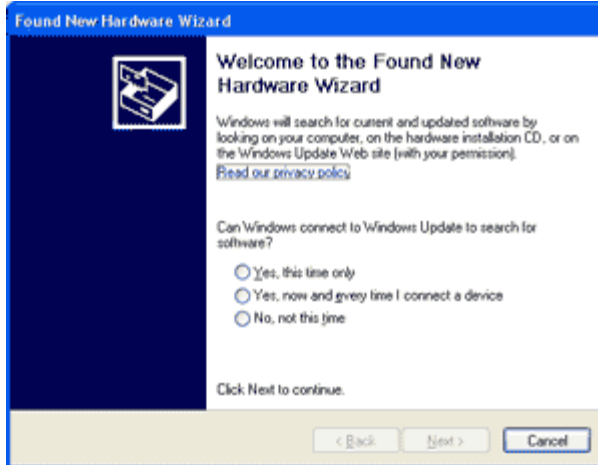 Found New Hardware Wizard
Welcome to the Found New
Hardware Wizard
Windows will search for current and updated software by
looking on your computer, on the hardware installation CD, or on
the Windows Update Web site (with your permission).
Read our privacy policy
Can Windows connect to Windows Update to search for
software?
Yes, this time only
Yes, now and every time I connect a device
No, not this time
Click Next to continue.
< Back
Next >
Cancel